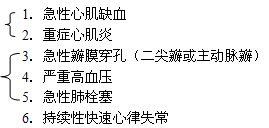 1. 急性心肌缺血
2. 重症心肌炎
3. 急性瓣膜穿孔（二尖瓣或主动脉瓣）
4. 严重高血压
5. 急性肺栓塞
6. 持续性快速心律失常